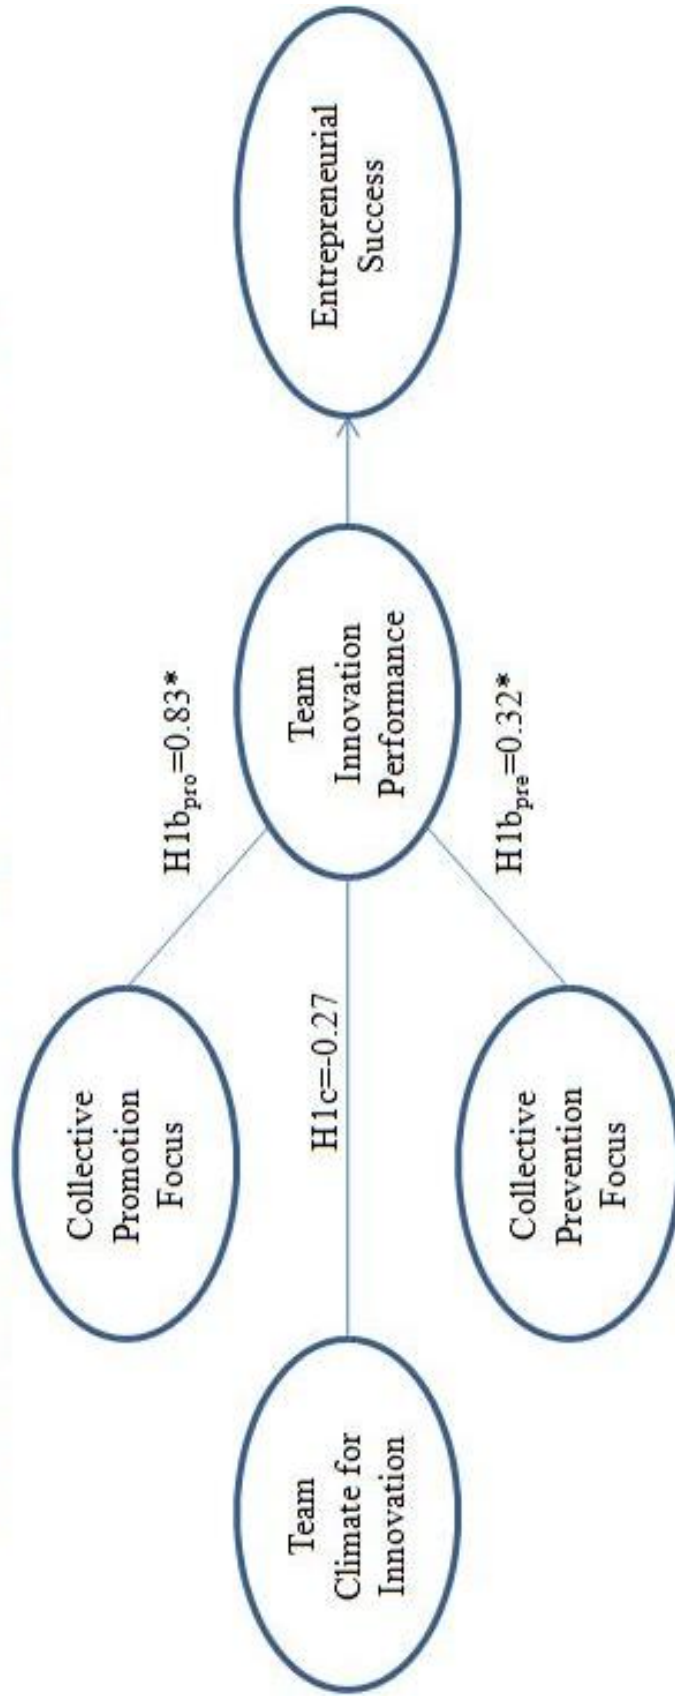 Team
Climate for
Innovation
Collective
Promotion
Focus
H1b_pro=0.83*
H1c=-0.27
Collective
Prevention
Focus
H1b_pre=0.32*
Team
Innovation
Performance
Entrepreneurial
Success